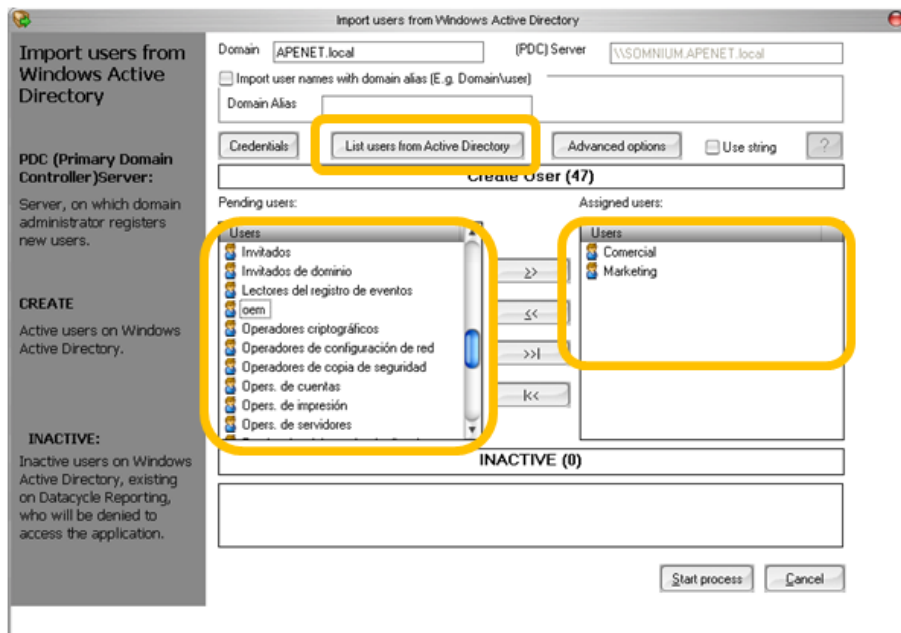 Import users from Windows Active Directory
Import users from
Windows Active
Directory
PDC (Primary Domain
Controller)Server:
Server, on which domain
administrator registers
new users.
CREATE
Active users on Windows
Active Directory.
INACTIVE:
Inactive users on Windows
Active Directory, existing
on Datacycle Reporting,
who will be denied to
access the application.
Domain APENET.local (PDC) Server \\SOMNIUM.APENET.local
Import user names with domain alias (E.g. Domain\user)
Domain Alias
Credentials List users from Active Directory Advanced options Use string ?
Create User (47)
Pending users:
Users
Invitados
Invitados de dominio
Lectores del registro de eventos
oem
Operadores criptográficos
Operadores de configuración de red
Operadores de copia de seguridad
Opers. de cuentas
Opers. de impresión
Opers. de servidores
>>
<<
>>|
|<<
Assigned users:
Users
Comercial
Marketing
INACTIVE (0)
Start process Cancel